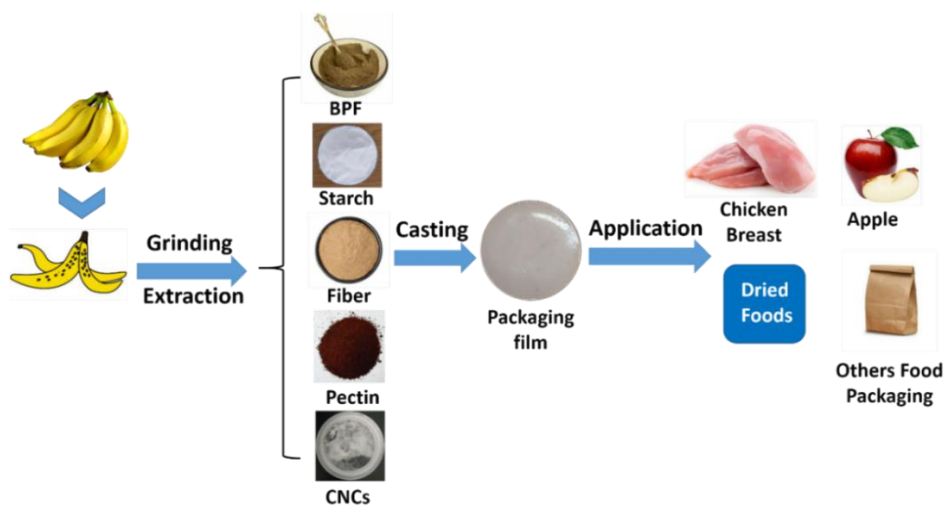 Grinding
Extraction
BPF
Starch
Fiber
Pectin
CNCs
Casting
Packaging
film
Application
Chicken
Breast
Apple
Dried
Foods
Others Food
Packaging